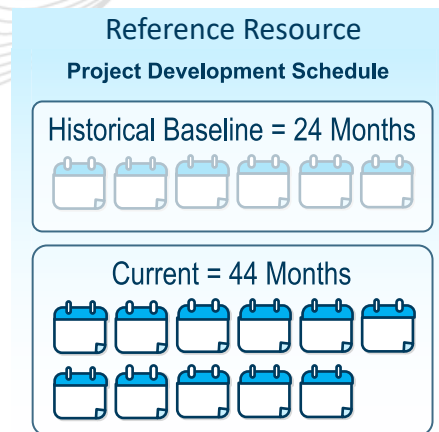 Reference Resource
Project Development Schedule
Historical Baseline = 24 Months
Current = 44 Months